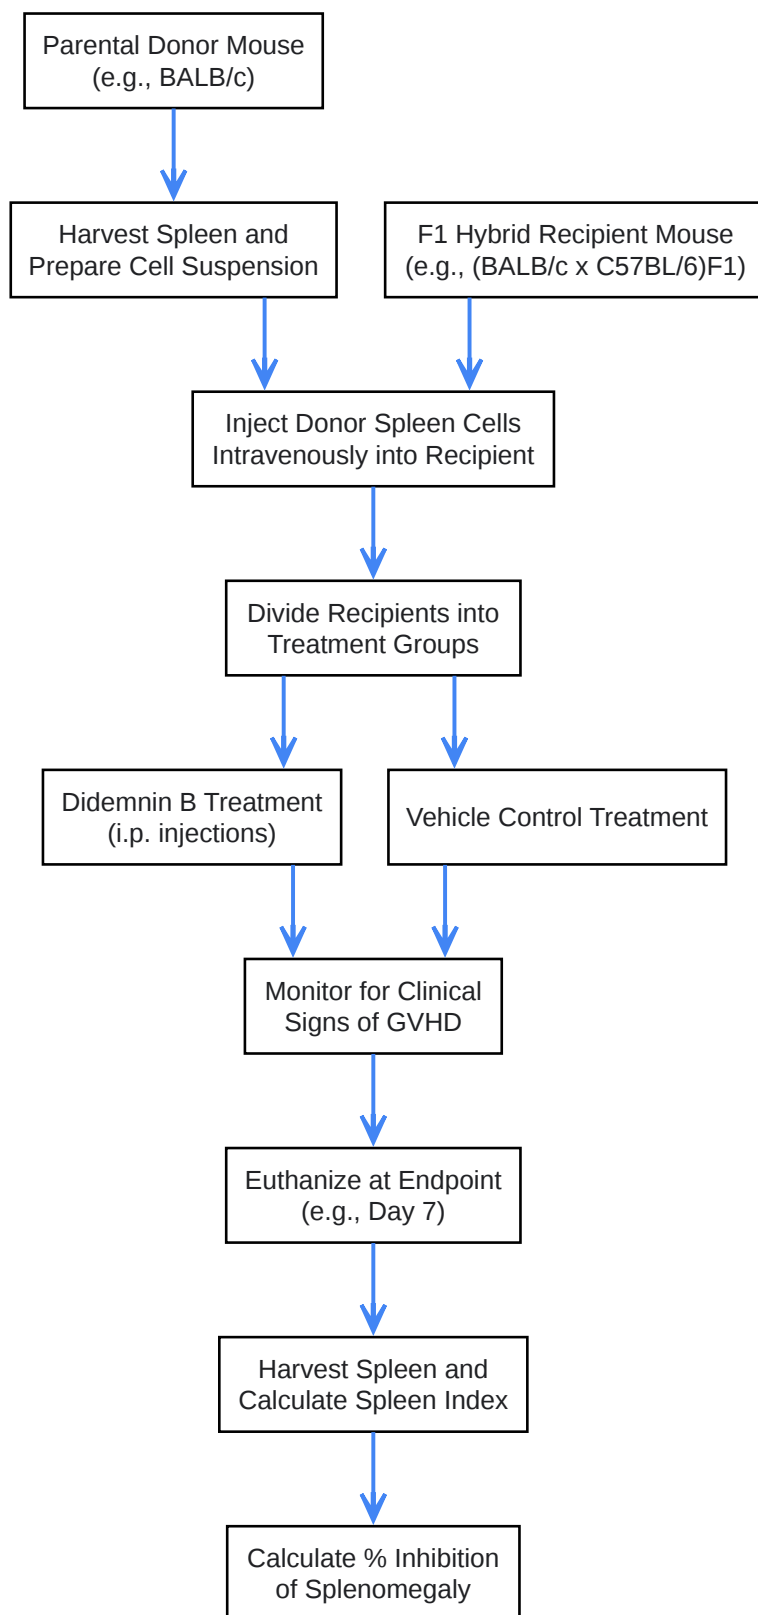 Parental Donor Mouse
(e.g., BALB/c)
Harvest Spleen and
Prepare Cell Suspension
F1 Hybrid Recipient Mouse
(e.g., (BALB/c x C57BL/6)F1)
Inject Donor Spleen Cells
Intravenously into Recipient
Divide Recipients into
Treatment Groups
Didemnin B Treatment
(i.p. injections)
Vehicle Control Treatment
Monitor for Clinical
Signs of GVHD
Euthanize at Endpoint
(e.g., Day 7)
Harvest Spleen and
Calculate Spleen Index
Calculate % Inhibition
of Splenomegaly